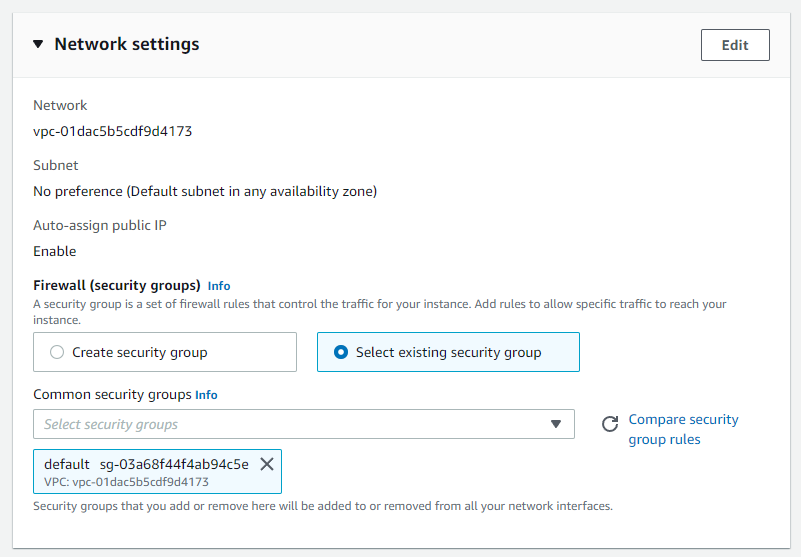 Network settings
Edit
Network
vpc-01dac5b5cdf9d4173
Subnet
No preference (Default subnet in any availability zone)
Auto-assign public IP
Enable
Firewall (security groups) Info
A security group is a set of firewall rules that control the traffic for your instance. Add rules to allow specific traffic to reach your
instance.
Create security group
Select existing security group
Common security groups Info
Select security groups
Compare security
group rules
default sg-03a68f44f4ab94c5e
VPC: vpc-01dac5b5cdf9d4173
Security groups that you add or remove here will be added to or removed from all your network interfaces.